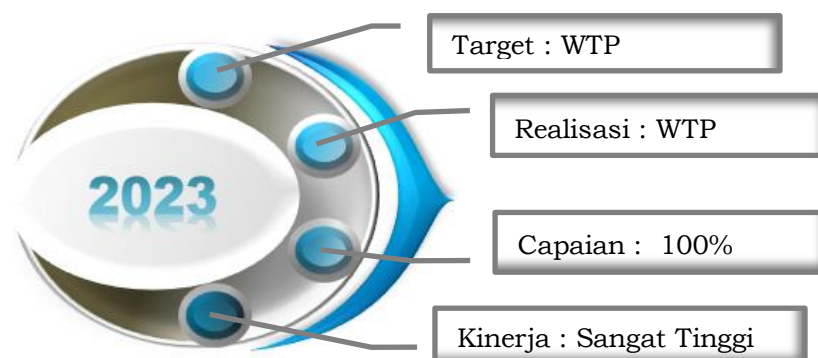 Target : WTP
Realisasi : WTP
2023
Capaian :  100%
Kinerja : Sangat Tinggi